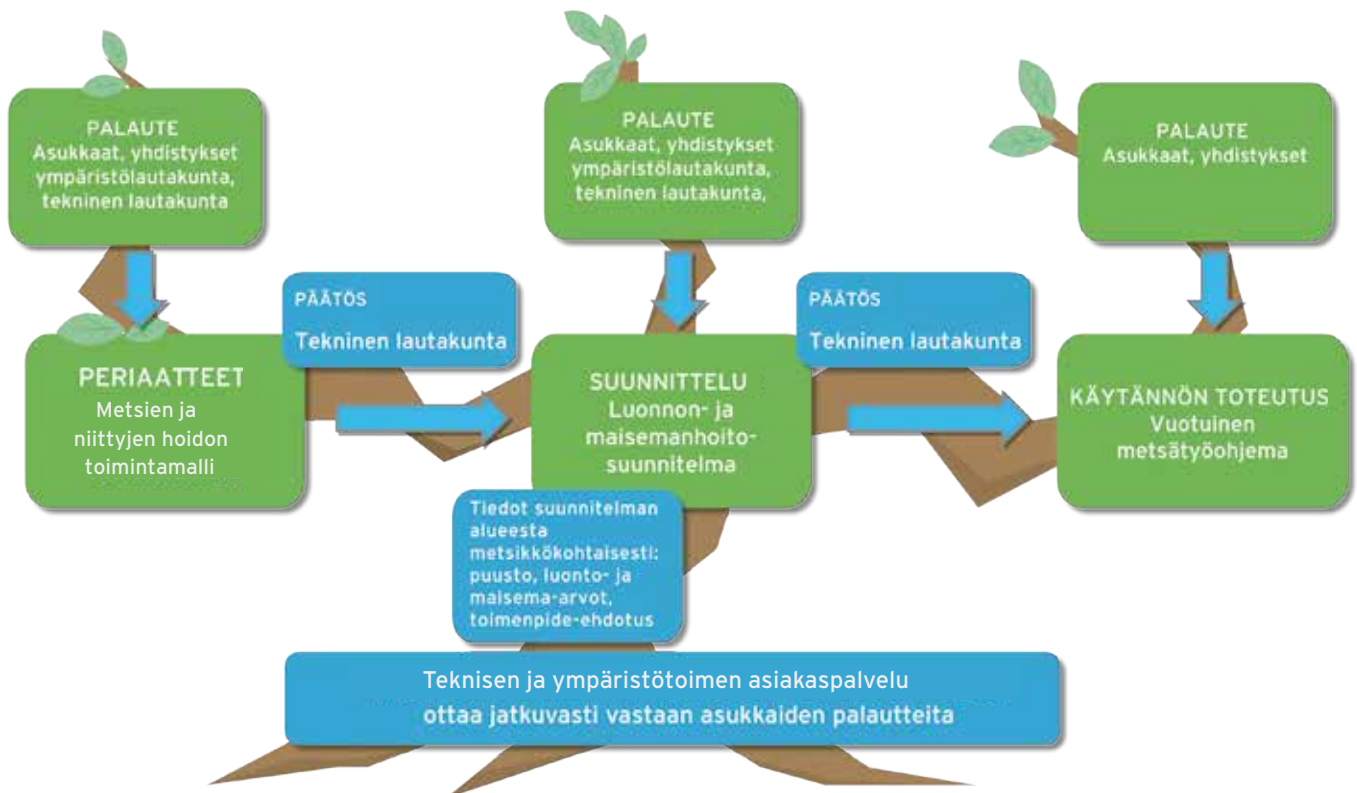 PALAUTE
Asukkaat, yhdistykset
ympäristölautakunta,
tekninen lautakunta
PALAUTE
Asukkaat, yhdistykset
ympäristölautakunta,
tekninen lautakunta,
PALAUTE
Asukkaat, yhdistykset
PERIAATTEET
Metsien ja
niittyjen hoidon
toimintamalli
PÄÄTÖS
Tekninen lautakunta
SUUNNITTELU
Luonnon- ja
maisemanhoito-
suunnitelma
PÄÄTÖS
Tekninen lautakunta
KÄYTÄNNÖN TOTEUTUS
Vuotuinen
metsätyöohjema
Tiedot suunnitelman
alueesta
metsikkökohtaisesti:
puusto, luonto- ja
maisema-arvot,
toimenpide-ehdotus
Teknisen ja ympäristötoimen asiakaspalvelu
ottaa jatkuvasti vastaan asukkaiden palautteita